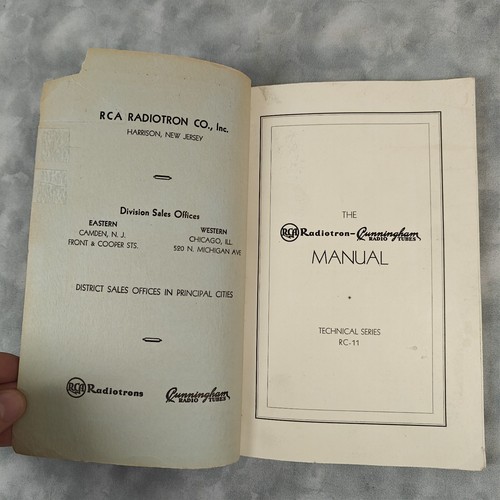 RCA RADIOTRON CO., Inc.
HARRISON, NEW JERSEY
Division Sales Offices
EASTERN
CAMDEN, N. J.
FRONT & COOPER STS.
WESTERN
CHICAGO, ILL.
520 N. MICHIGAN AVE
DISTRICT SALES OFFICES IN PRINCIPAL CITIES
RCA Radiotrons
Cunningham
RADIO TUBES
THE
RCA Radiotron-Cunningham
RADIO TUBES
MANUAL
TECHNICAL SERIES
RC-11